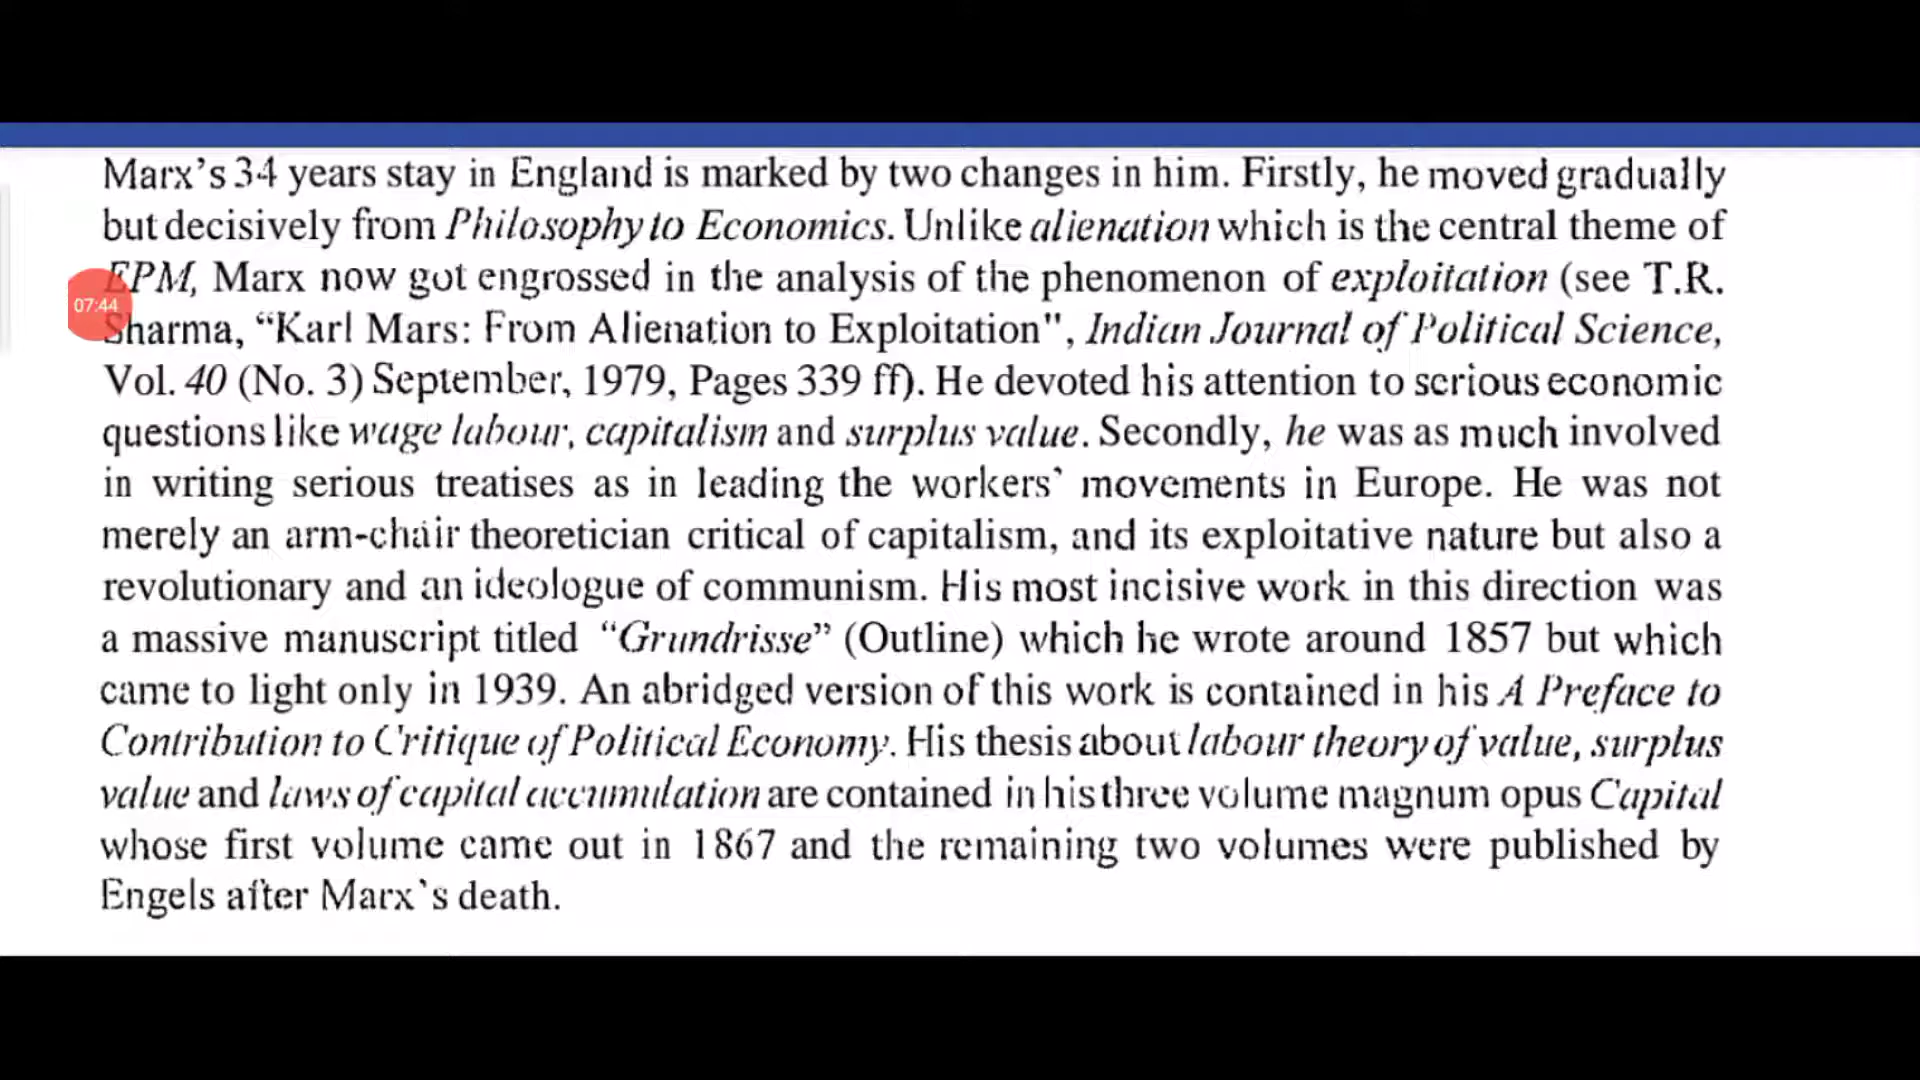 Marx's 34 years stay in England is marked by two changes in him. Firstly, he moved gradually
but decisively from Philosophy to Economics. Unlike alienation which is the central theme of
EPM, Marx now got engrossed in the analysis of the phenomenon of exploitation (see T.R.
07:44
Sharma, “Karl Mars: From Alienation to Exploitation", Indian Journal of Political Science,
Vol. 40 (No. 3) September, 1979, Pages 339 ff). He devoted his attention to serious economic
questions like wage labour, capitalism and surplus value. Secondly, he was as much involved
in writing serious treatises as in leading the workers' movements in Europe. He was not
merely an arm-chair theoretician critical of capitalism, and its exploitative nature but also a
revolutionary and an ideologue of communism. His most incisive work in this direction was
a massive manuscript titled “Grundrisse” (Outline) which he wrote around 1857 but which
came to light only in 1939. An abridged version of this work is contained in his A Preface to
Contribution to Critique of Political Economy. His thesis about labour theory of value, surplus
value and laws of capital accumulation are contained in his three volume magnum opus Capital
whose first volume came out in 1867 and the remaining two volumes were published by
Engels after Marx`s death.